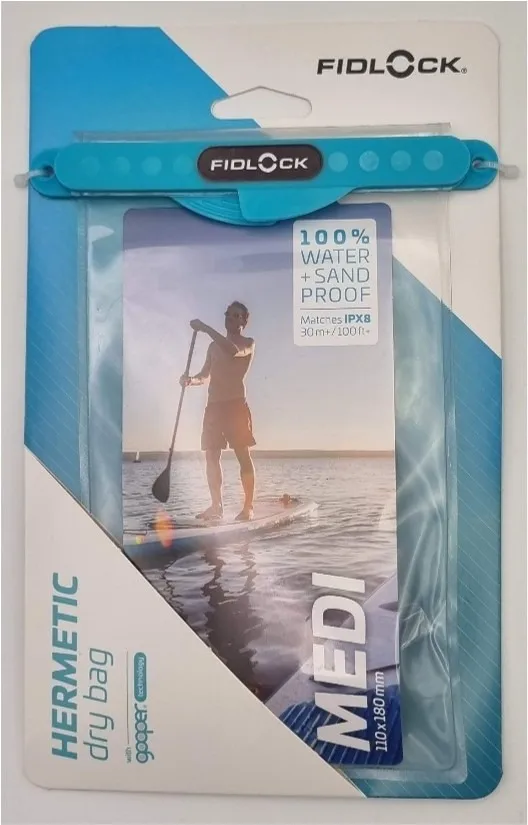 FIDLOCK®
FIDLOCK
100%
WATER
+ SAND
PROOF
Matches IPX8
30m+/100ft+
HERMETIC
dry bag
with
gooper® technology
MEDI
110x180mm